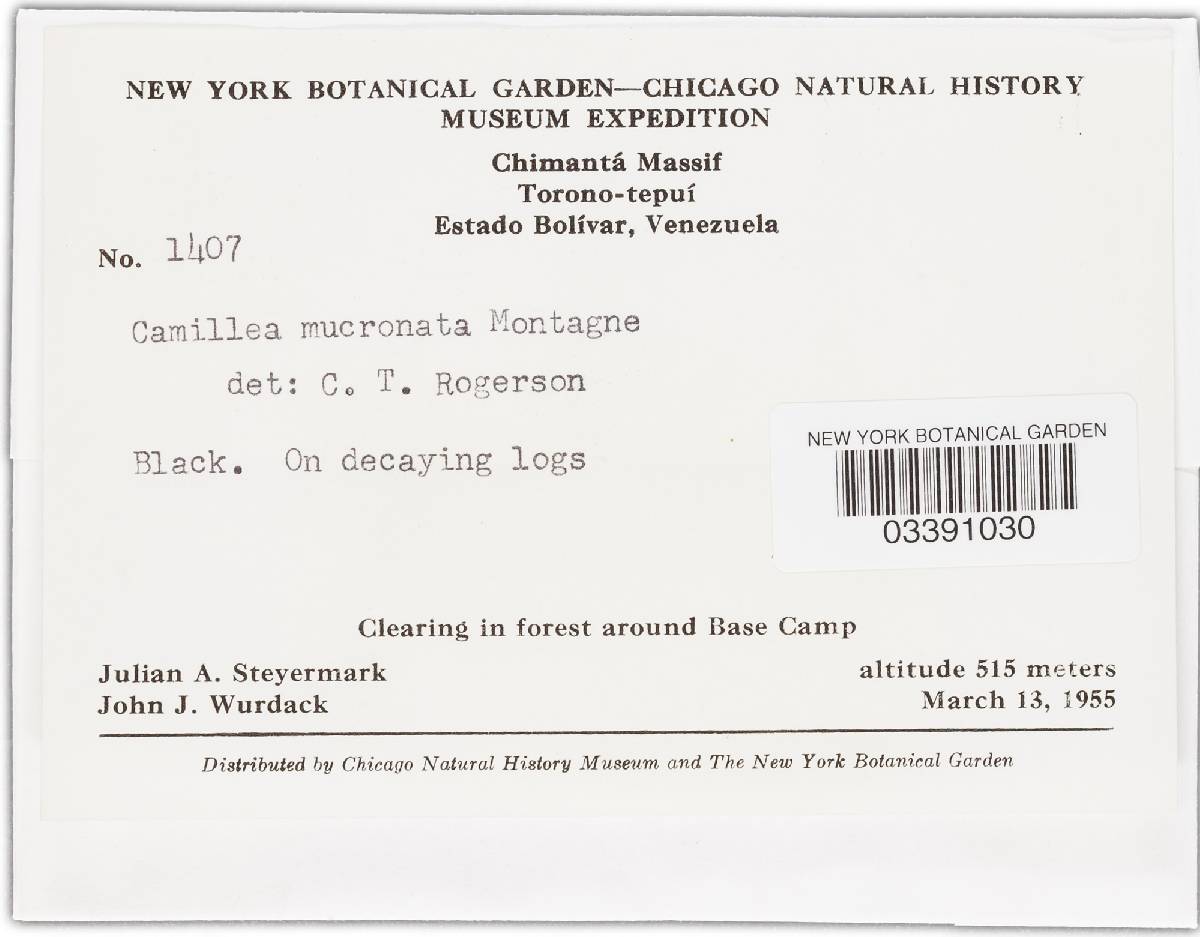 NEW YORK BOTANICAL GARDEN—CHICAGO NATURAL HISTORY
MUSEUM EXPEDITION
Chimantá Massif
Torono-tepuí
Estado Bolívar, Venezuela
No. 1407
Camillea mucronata Montagne
det: C. T. Rogerson
Black. On decaying logs
NEW YORK BOTANICAL GARDEN
03391030
Clearing in forest around Base Camp
Julian A. Steyermark
John J. Wurdack
altitude 515 meters
March 13, 1955
Distributed by Chicago Natural History Museum and The New York Botanical Garden